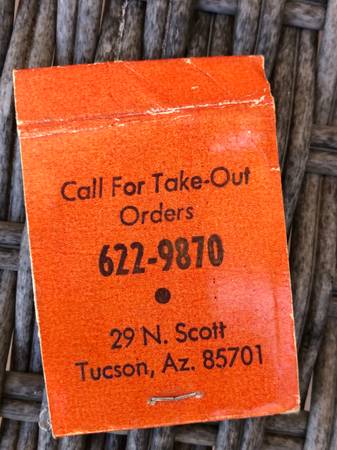 Call For Take-Out
Orders
622-9870
●
29 N. Scott
Tucson, Az. 85701